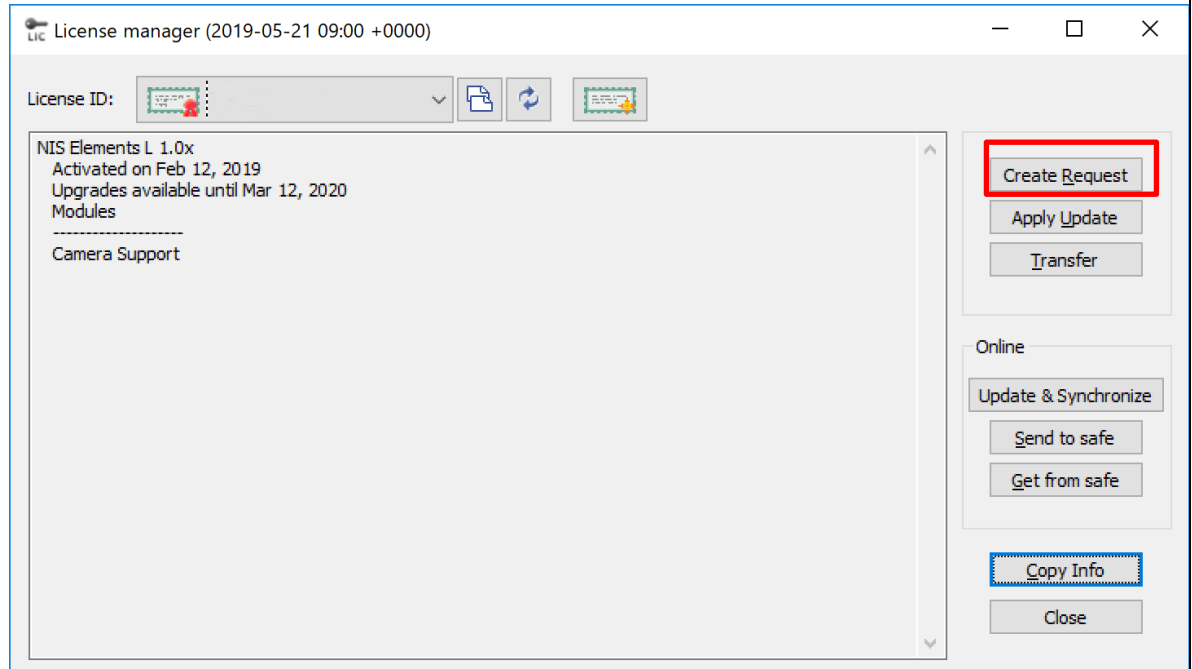 LIC License manager (2019-05-21 09:00 +0000)
License ID:
NIS Elements L 1.0x
Activated on Feb 12, 2019
Upgrades available until Mar 12, 2020
Modules
--------------------
Camera Support
Create Request
Apply Update
Transfer
Online
Update & Synchronize
Send to safe
Get from safe
Copy Info
Close